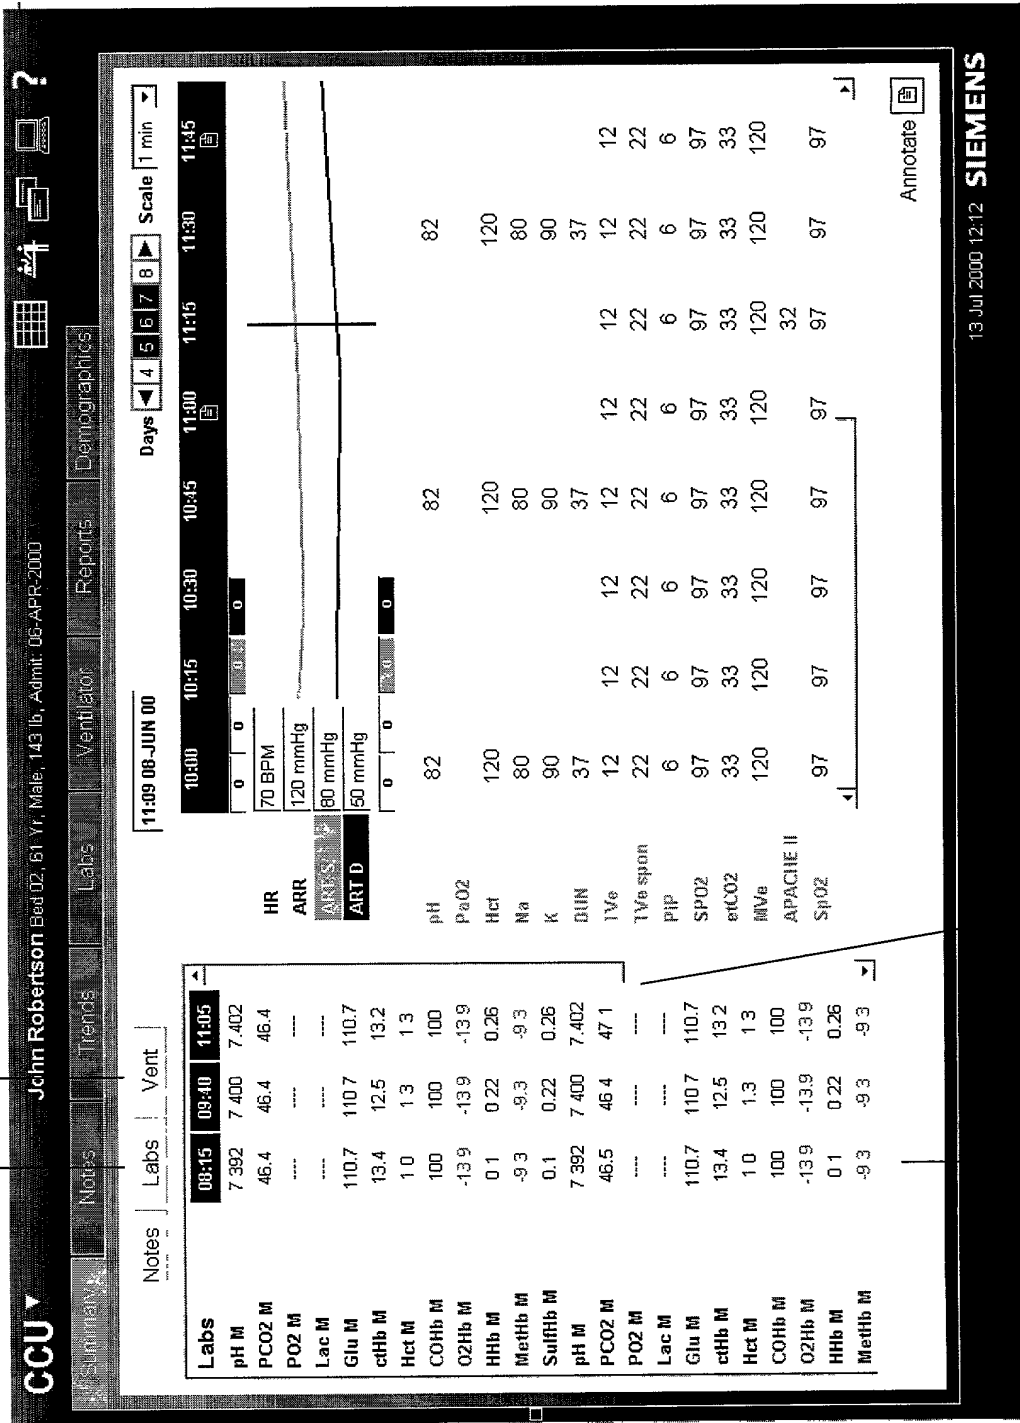 CCU ▼ John Robertson Bed 02, 61 Yr, Male, 143 lb, Admit: 06-APR-2000 ?
Summary Notes Trends Labs Ventilator Reports Demographics
Notes Labs Vent
11:09 08-JUN 00 Days ◀ 4 5 6 7 8 ▶ Scale 1 min
Labs 08:15 09:40 11:05
pH M 7 392 7 400 7.402
PCO2 M 46.4 46.4 46.4
PO2 M ---- ---- ----
Lac M ---- ---- ----
Glu M 110.7 110 7 110.7
ctHb M 13.4 12.5 13.2
Hct M 1 0 1 3 1 3
COHb M 100 100 100
O2Hb M -13 9 -13 9 -13.9
HHb M 0 1 0 22 0.26
MetHb M -9 3 -9.3 -9 3
SulfHb M 0.1 0.22 0.26
pH M 7 392 7 400 7.402
PCO2 M 46.5 46 4 47 1
PO2 M ---- ---- ----
Lac M ---- ---- ----
Glu M 110.7 110 7 110.7
ctHb M 13.4 12.5 13 2
Hct M 1 0 1.3 1 3
COHb M 100 100 100
O2Hb M -13 9 -13.9 -13 9
HHb M 0 1 0 22 0.26
MetHb M -9 3 -9 3 -9 3
10:00 10:15 10:30 10:45 11:00 11:15 11:30 11:45
0 0 0 0
HR 70 BPM
ARR 120 mmHg
ART S 80 mmHg
ART D 50 mmHg
0 0 0 0
pH 82 82 82
PaO2
Hct 120 120 120
Na 80 80 80
K 90 90 90
BUN 37 37 37
TVe 12 12 12 12 12 12 12 12
TVe spon 22 22 22 22 22 22 22 22
PIP 6 6 6 6 6 6 6 6
SPO2 97 97 97 97 97 97 97 97
etCO2 33 33 33 33 33 33 33 33
MVe 120 120 120 120 120 120 120 120
APACHE II 32
SpO2 97 97 97 97 97 97 97 97
Annotate
13 Jul 2000 12:12 SIEMENS